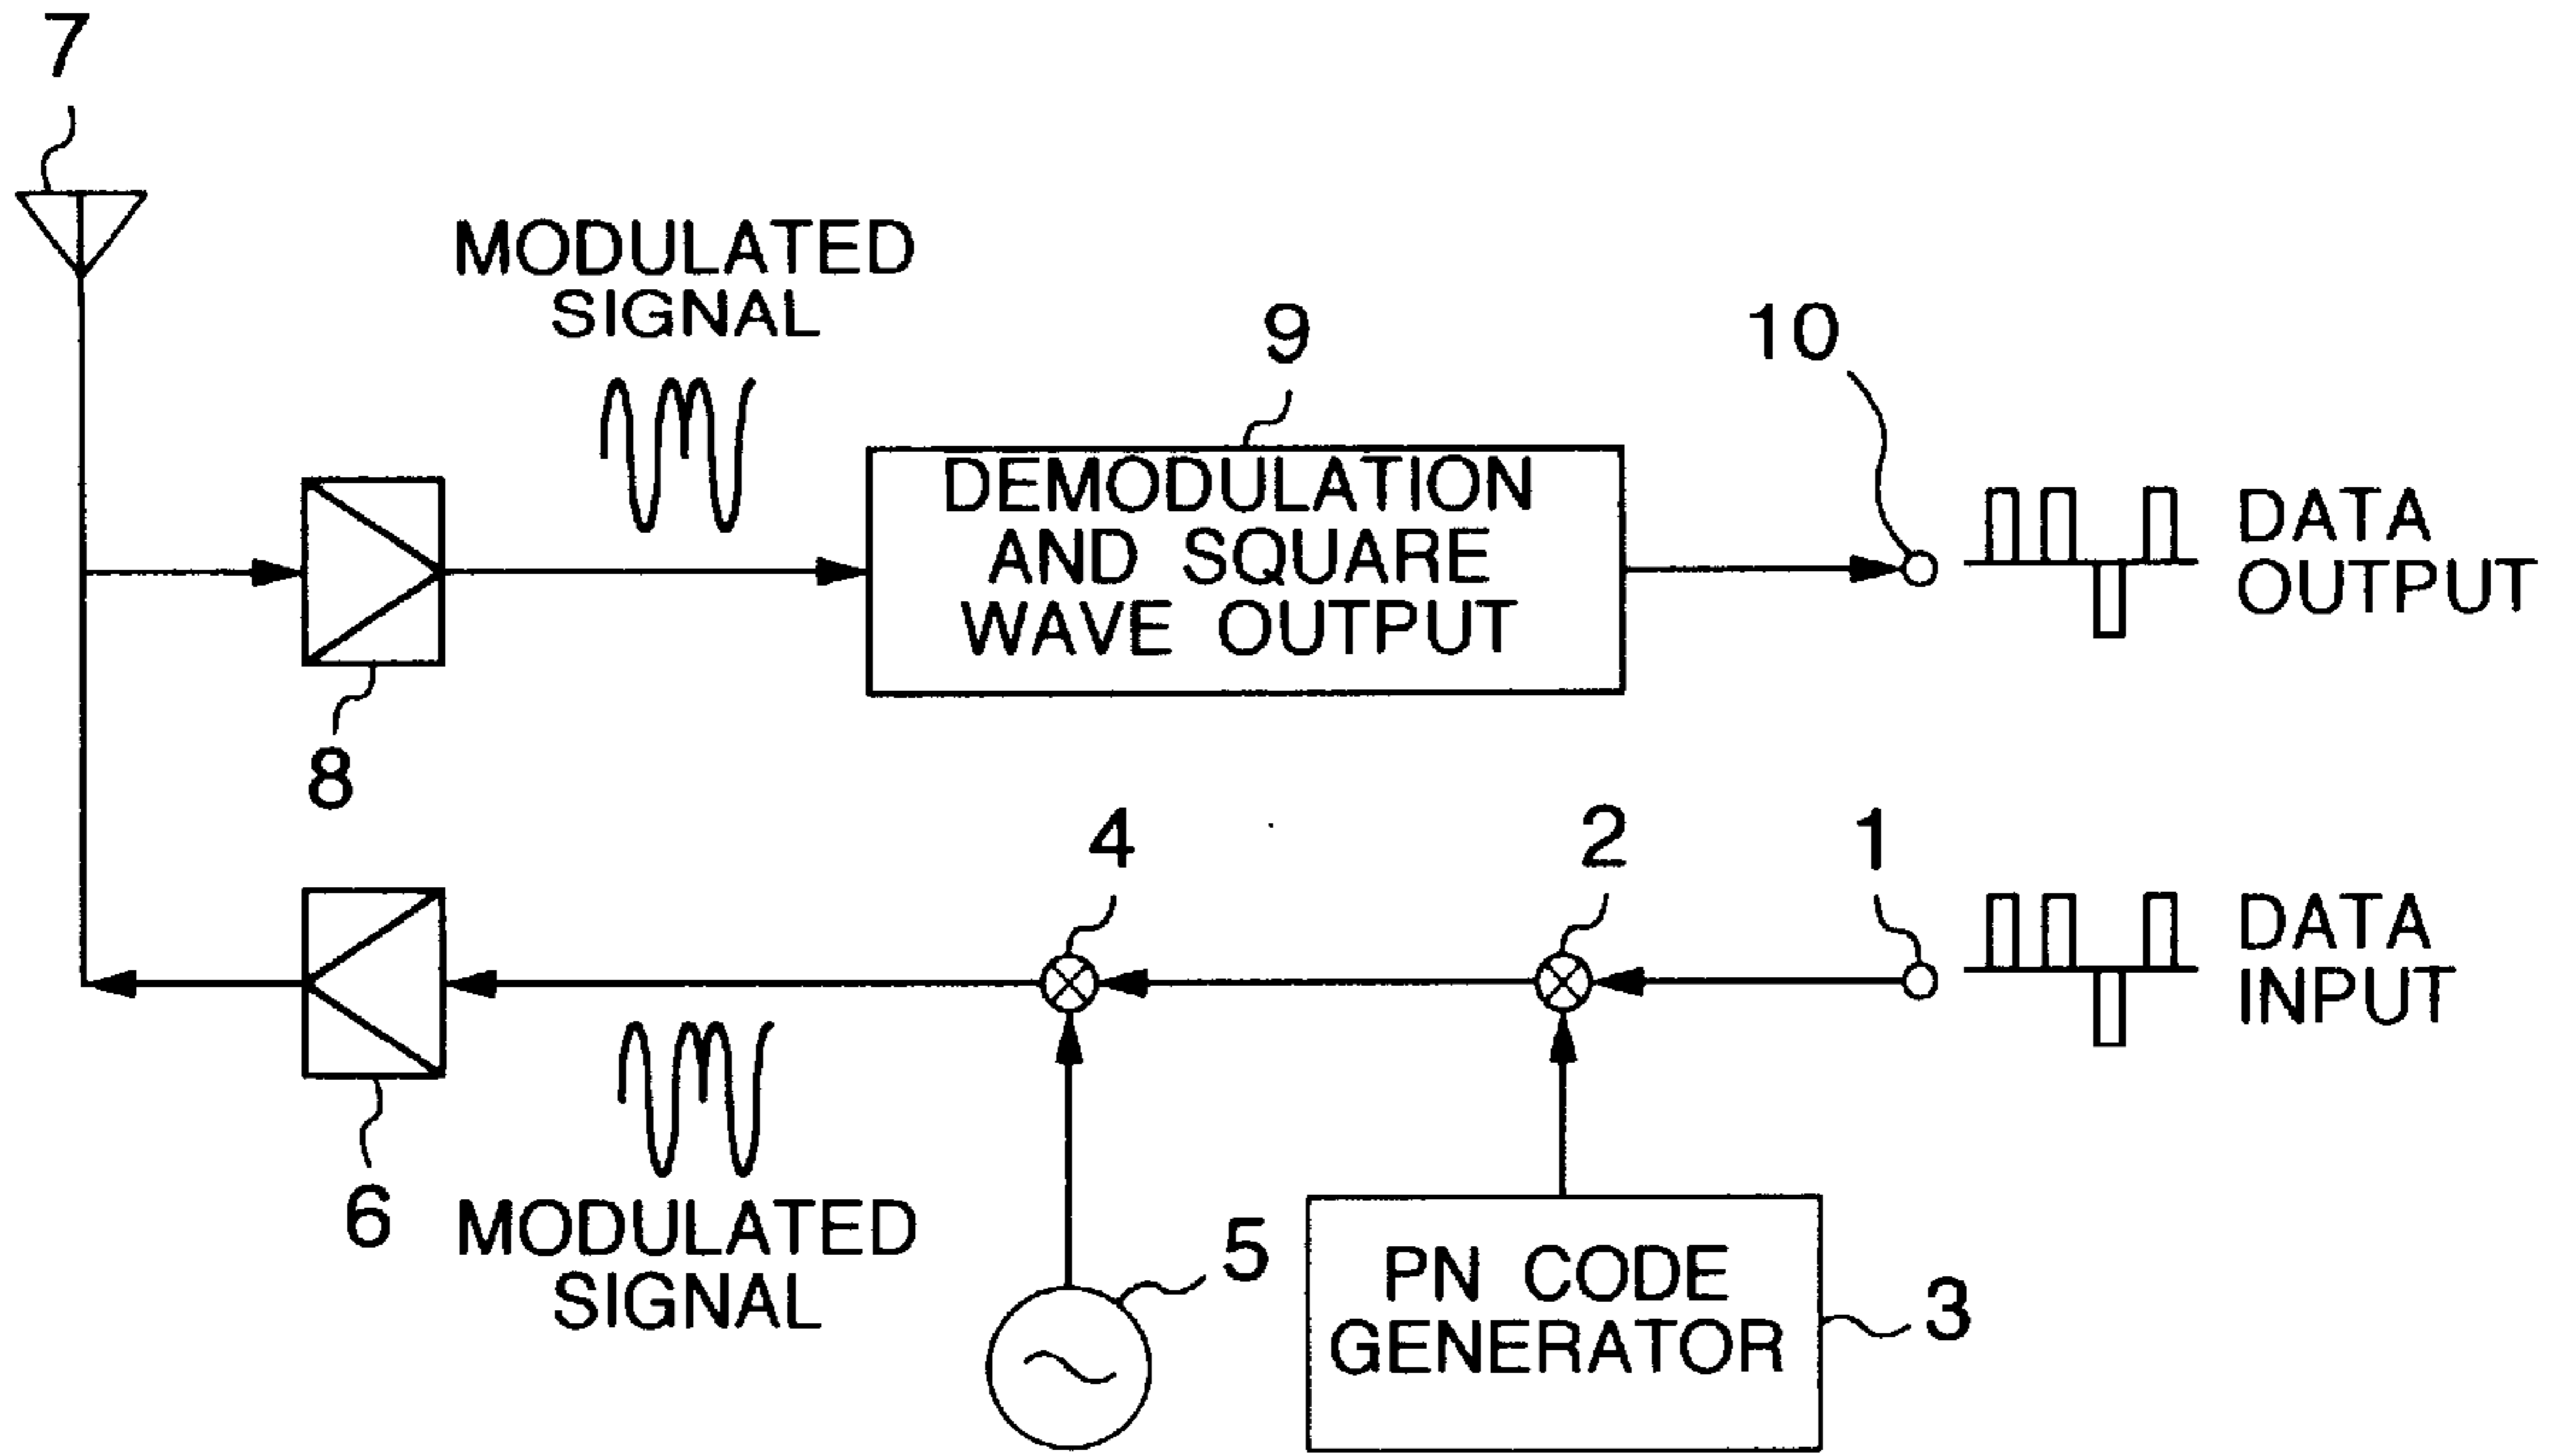 7
MODULATED
SIGNAL
9
10
DEMODULATION
AND SQUARE
WAVE OUTPUT
DATA
OUTPUT
8
4
2
1
DATA
INPUT
6
MODULATED
SIGNAL
5
PN CODE
GENERATOR
3